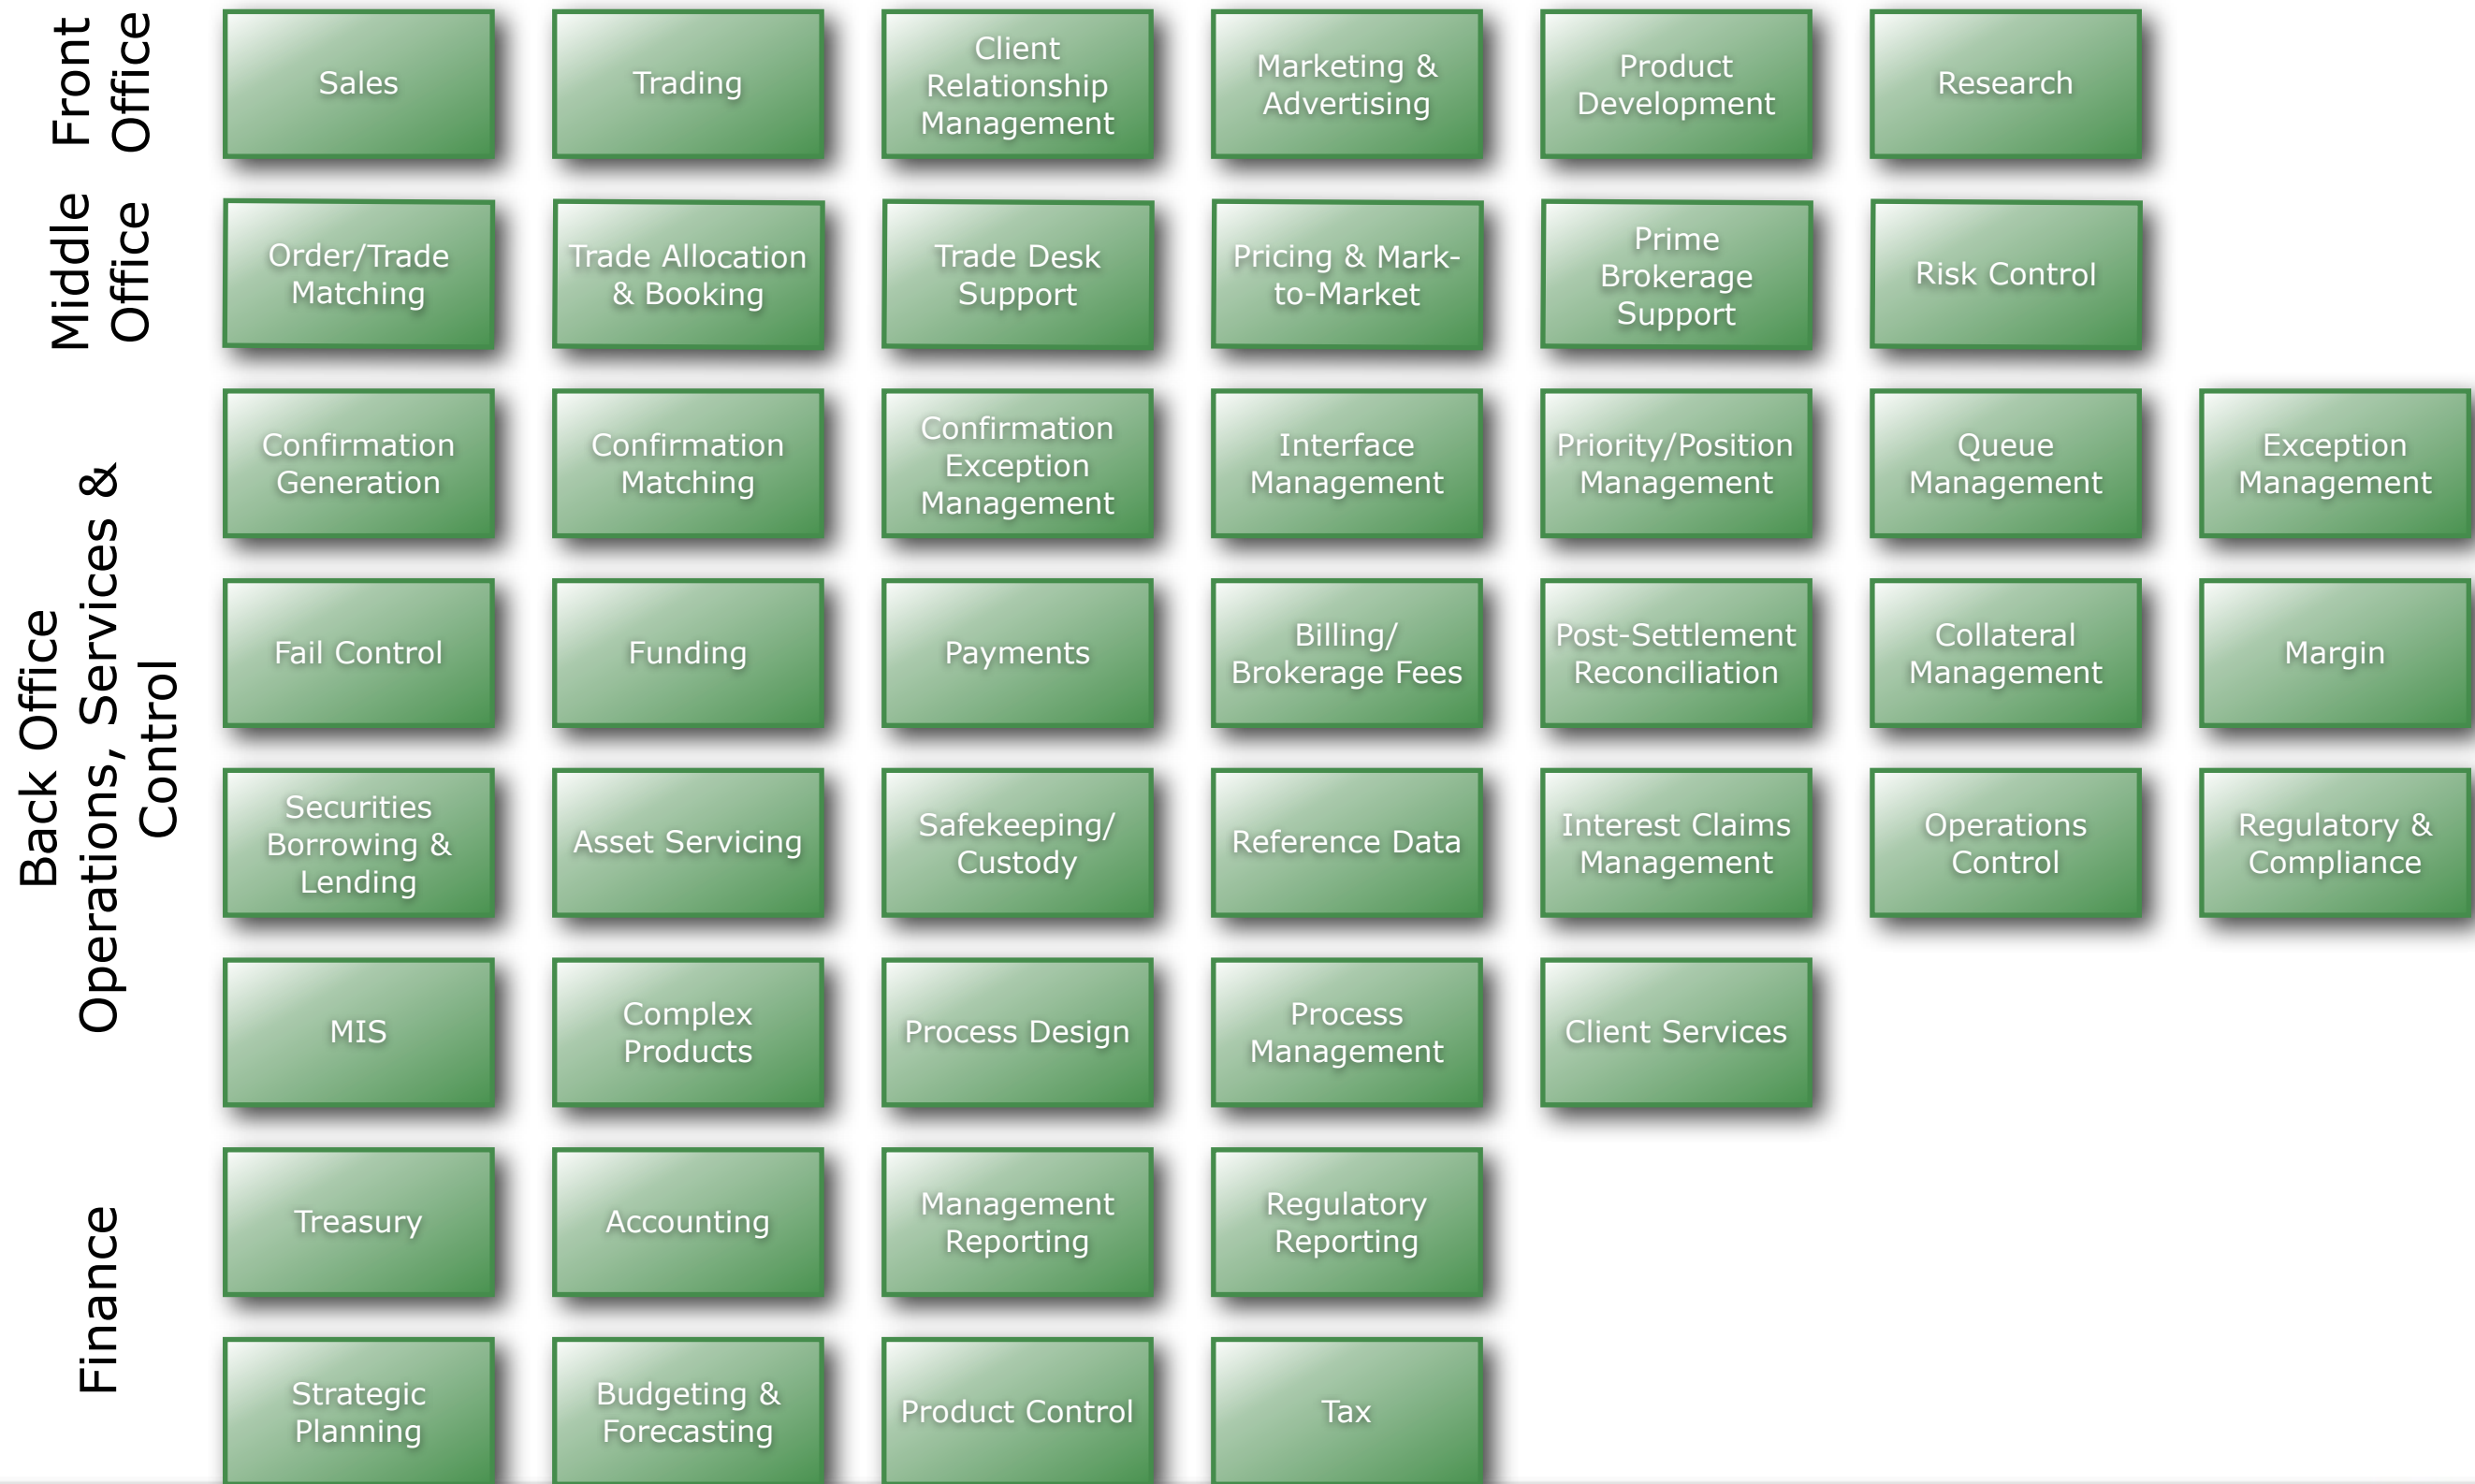 Front
Office
Sales
Trading
Client
Relationship
Management
Marketing &
Advertising
Product
Development
Research
Middle
Office
Order/Trade
Matching
Trade Allocation
& Booking
Trade Desk
Support
Pricing & Mark-
to-Market
Prime
Brokerage
Support
Risk Control
Back Office
Operations, Services &
Control
Confirmation
Generation
Confirmation
Matching
Confirmation
Exception
Management
Interface
Management
Priority/Position
Management
Queue
Management
Exception
Management
Fail Control
Funding
Payments
Billing/
Brokerage Fees
Post-Settlement
Reconciliation
Collateral
Management
Margin
Securities
Borrowing &
Lending
Asset Servicing
Safekeeping/
Custody
Reference Data
Interest Claims
Management
Operations
Control
Regulatory &
Compliance
MIS
Complex
Products
Process Design
Process
Management
Client Services
Finance
Treasury
Accounting
Management
Reporting
Regulatory
Reporting
Strategic
Planning
Budgeting &
Forecasting
Product Control
Tax